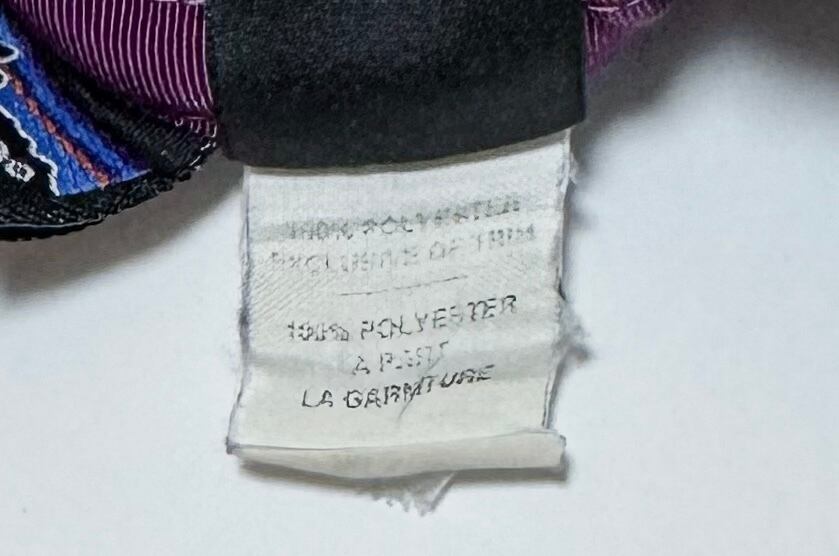 100% POLYESTER
EXCLUSIVE OF TRIM
100% POLYESTER
À PART
LA GARNITURE